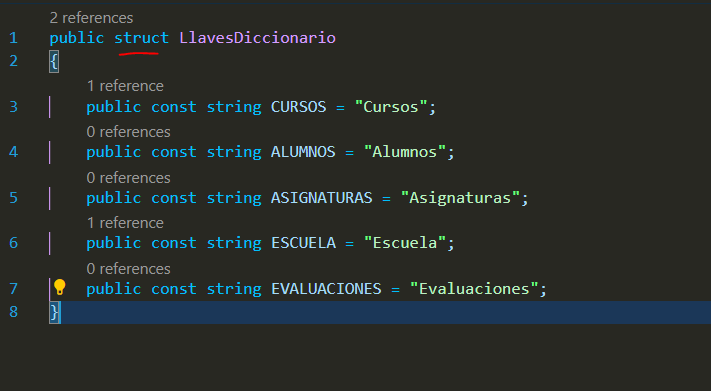 2 references
1 public struct LlavesDiccionario
2 {
1 reference
3 public const string CURSOS = "Cursos";
0 references
4 public const string ALUMNOS = "Alumnos";
0 references
5 public const string ASIGNATURAS = "Asignaturas";
1 reference
6 public const string ESCUELA = "Escuela";
0 references
7 public const string EVALUACIONES = "Evaluaciones";
8 }